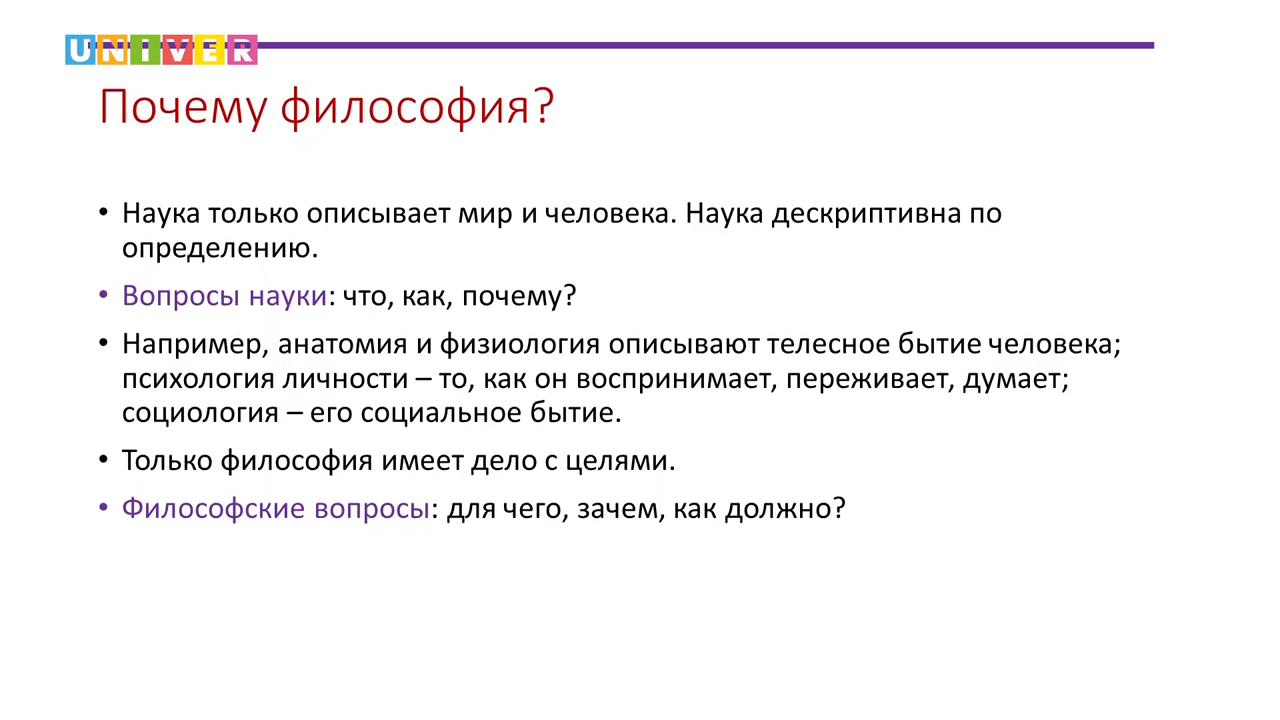 UNIVER
Почему философия?
• Наука только описывает мир и человека. Наука дескриптивна по
определению.
• Вопросы науки: что, как, почему?
• Например, анатомия и физиология описывают телесное бытие человека;
психология личности – то, как он воспринимает, переживает, думает;
социология – его социальное бытие.
• Только философия имеет дело с целями.
• Философские вопросы: для чего, зачем, как должно?